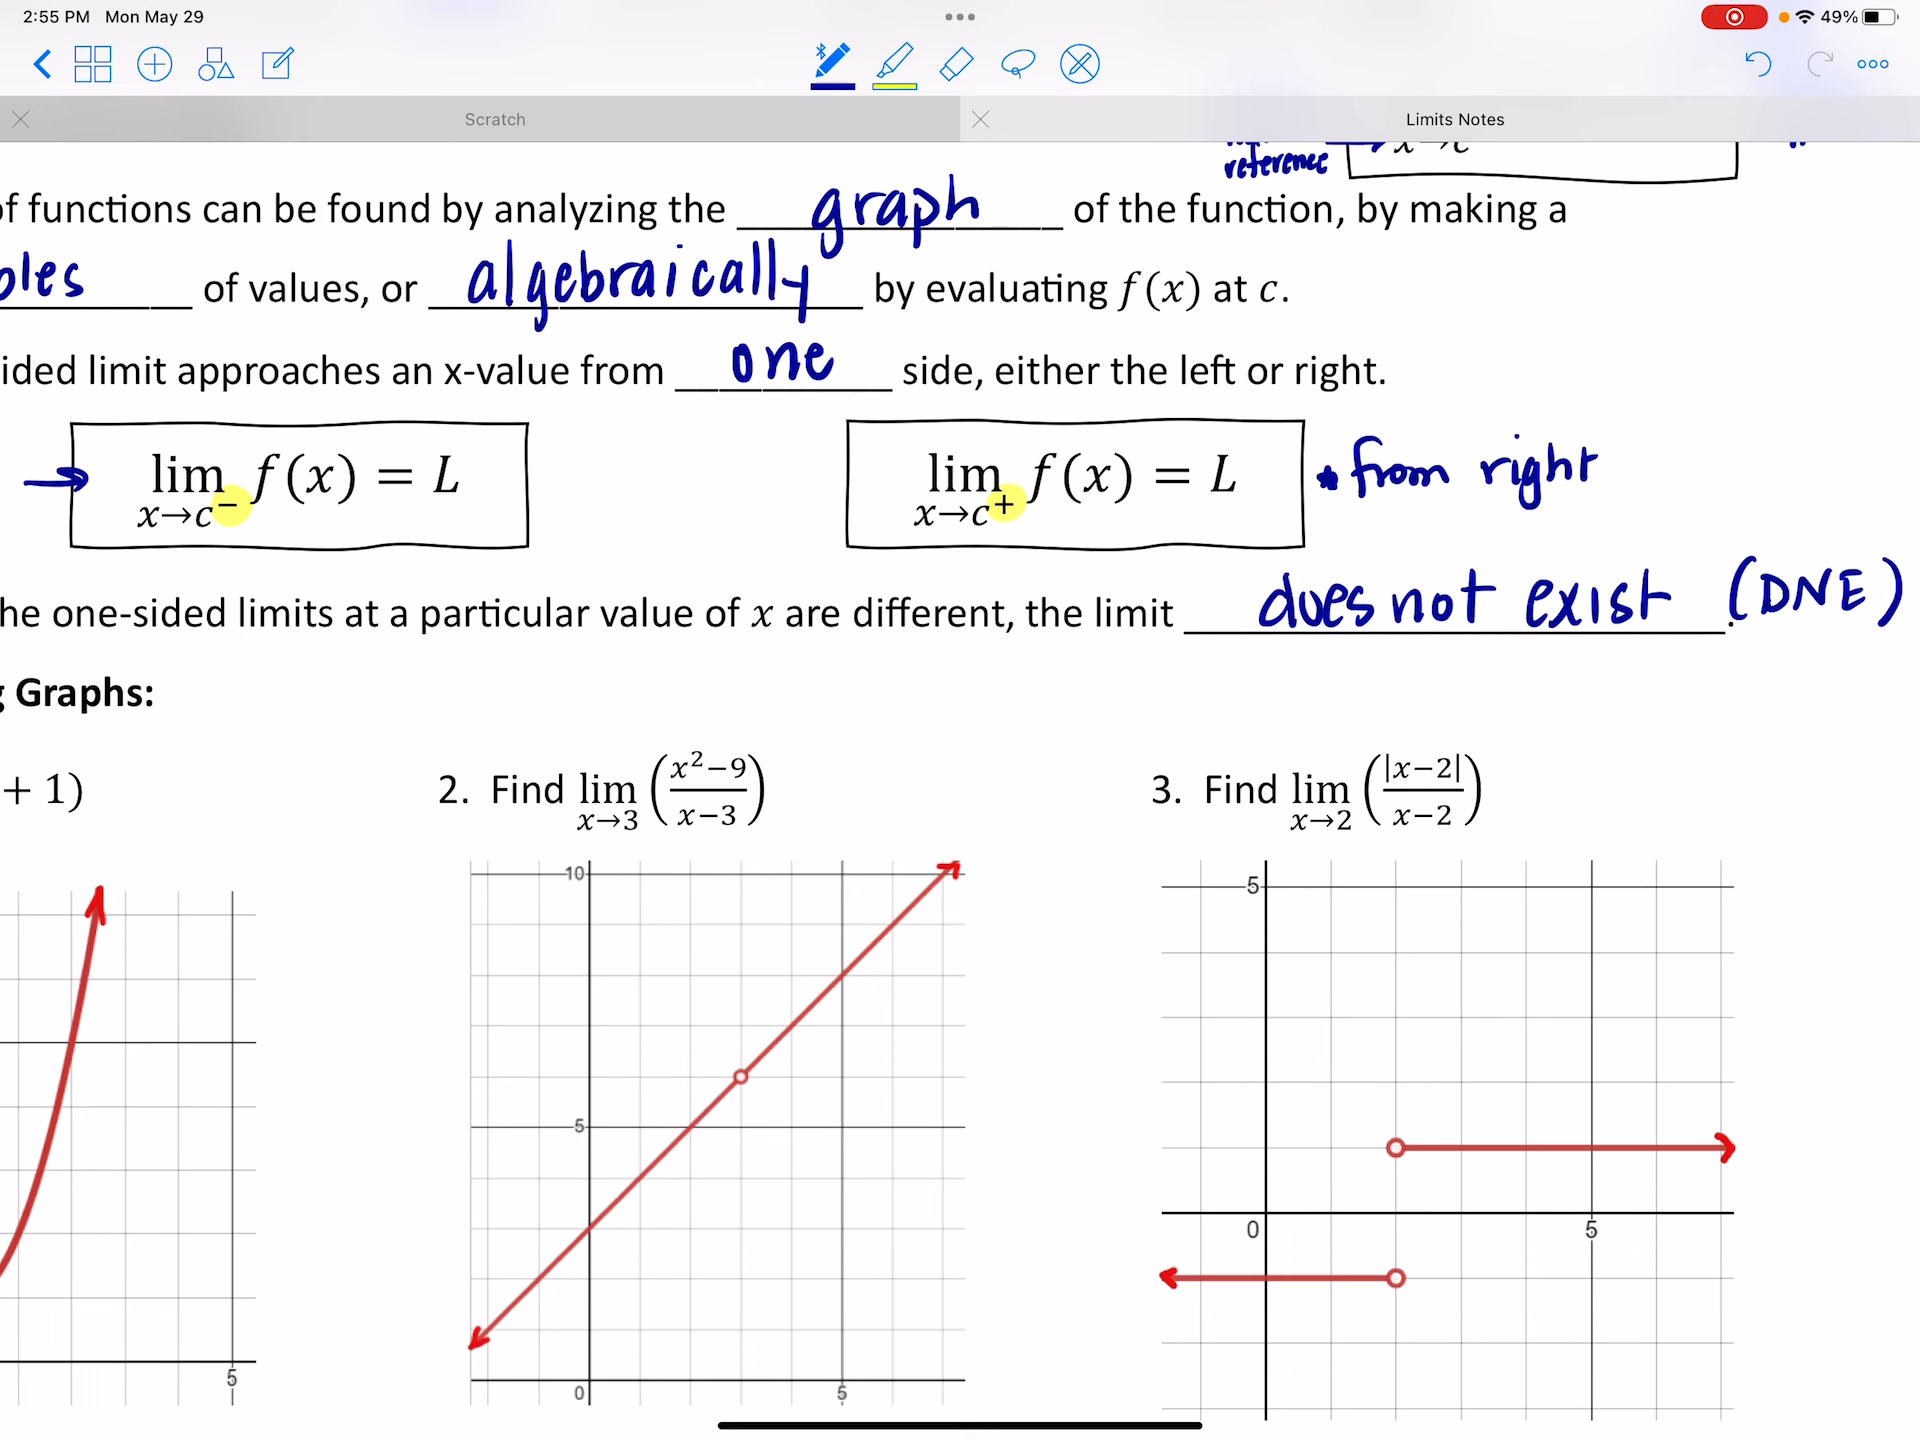 2:55 PM Mon May 29
49%
Scratch
Limits Notes
reference x→c
of functions can be found by analyzing the graph of the function, by making a
bles of values, or algebraically by evaluating f(x) at c.
ided limit approaches an x-value from one side, either the left or right.
lim x→c⁻ f(x) = L
lim x→c⁺ f(x) = L
from right
he one-sided limits at a particular value of x are different, the limit does not exist. (DNE)
g Graphs:
+ 1)
2. Find lim x→3 (x²−9 / x−3)
3. Find lim x→2 (|x−2| / x−2)
5
10
5
0
5
5
0
5